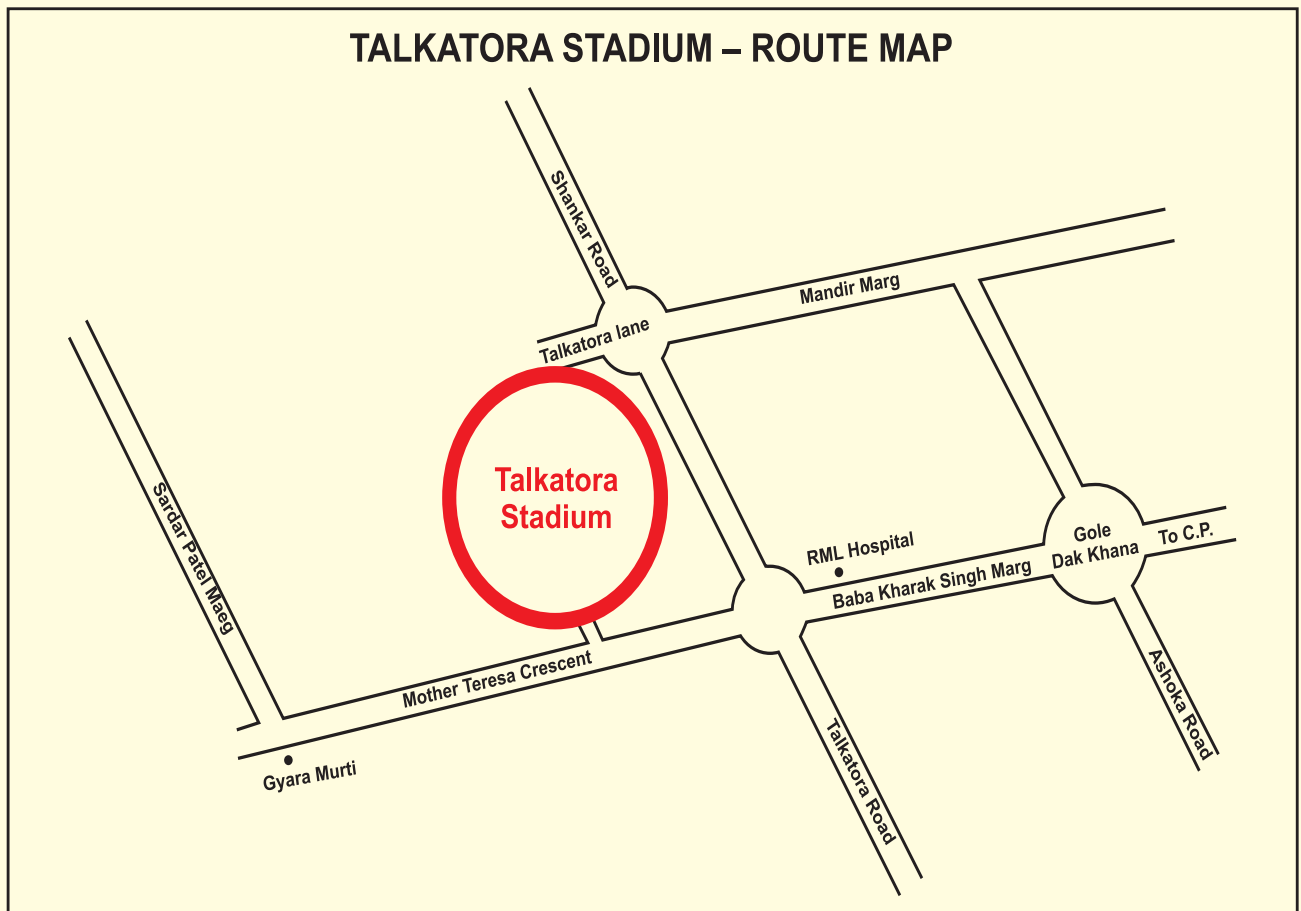 TALKATORA STADIUM – ROUTE MAP
Shankar Road
Mandir Marg
Talkatora lane
Talkatora
Stadium
Sardar Patel Maeg
RML Hospital
Gole
Dak Khana
To C.P.
Baba Kharak Singh Marg
Mother Teresa Crescent
Ashoka Road
Talkatora Road
Gyara Murti